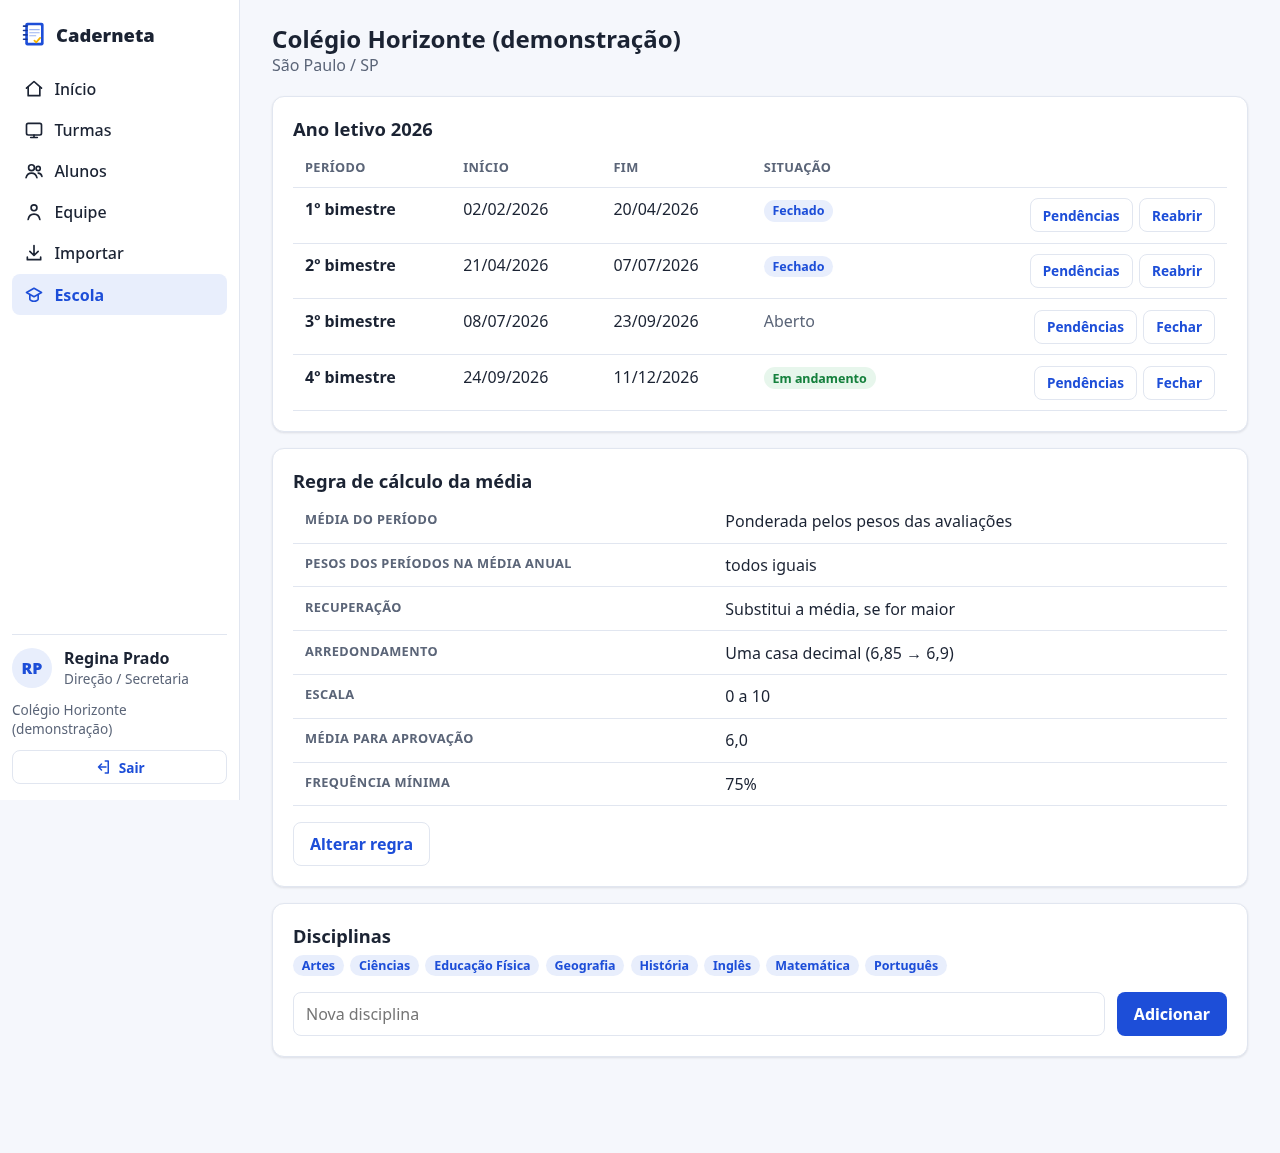 Caderneta
Início
Turmas
Alunos
Equipe
Importar
Escola
RP
Regina Prado
Direção / Secretaria
Colégio Horizonte
(demonstração)
Sair
Colégio Horizonte (demonstração)
São Paulo / SP
Ano letivo 2026
PERÍODO INÍCIO FIM SITUAÇÃO
1º bimestre 02/02/2026 20/04/2026 Fechado Pendências Reabrir
2º bimestre 21/04/2026 07/07/2026 Fechado Pendências Reabrir
3º bimestre 08/07/2026 23/09/2026 Aberto Pendências Fechar
4º bimestre 24/09/2026 11/12/2026 Em andamento Pendências Fechar
Regra de cálculo da média
MÉDIA DO PERÍODO Ponderada pelos pesos das avaliações
PESOS DOS PERÍODOS NA MÉDIA ANUAL todos iguais
RECUPERAÇÃO Substitui a média, se for maior
ARREDONDAMENTO Uma casa decimal (6,85 → 6,9)
ESCALA 0 a 10
MÉDIA PARA APROVAÇÃO 6,0
FREQUÊNCIA MÍNIMA 75%
Alterar regra
Disciplinas
Artes Ciências Educação Física Geografia História Inglês Matemática Português
Nova disciplina Adicionar